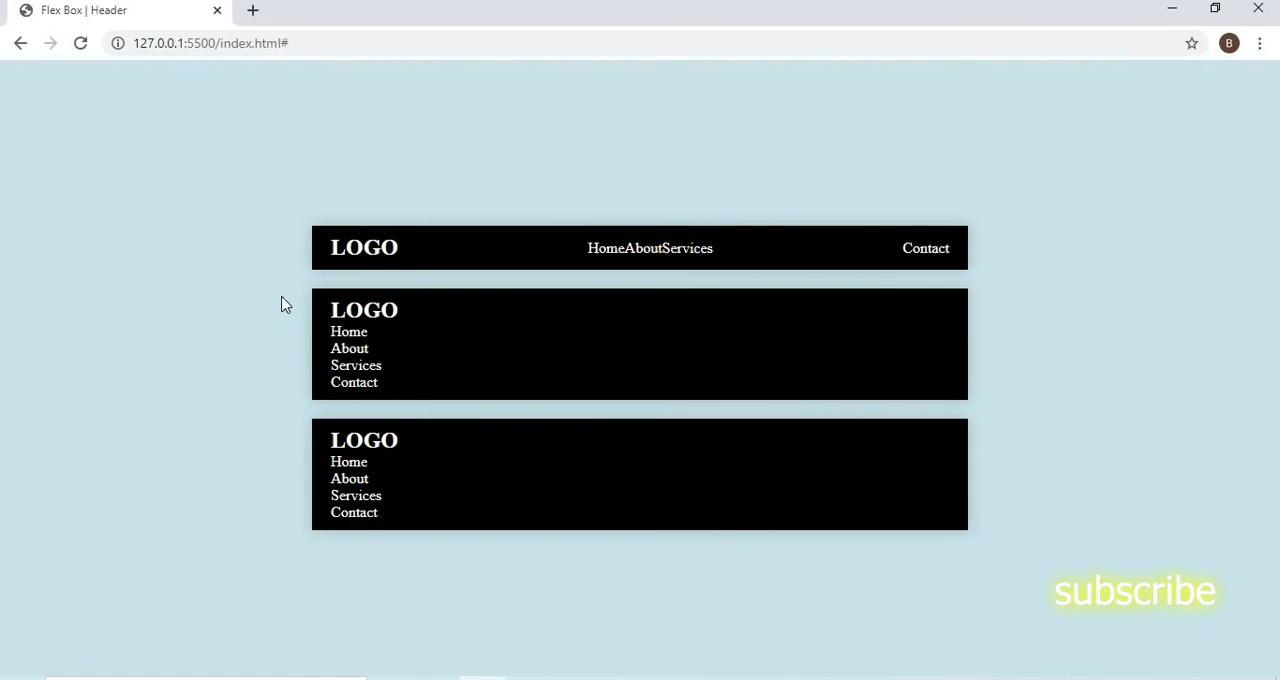 Flex Box | Header
127.0.0.1:5500/index.html#
B
LOGO HomeAboutServices Contact
LOGO
Home
About
Services
Contact
LOGO
Home
About
Services
Contact
subscribe